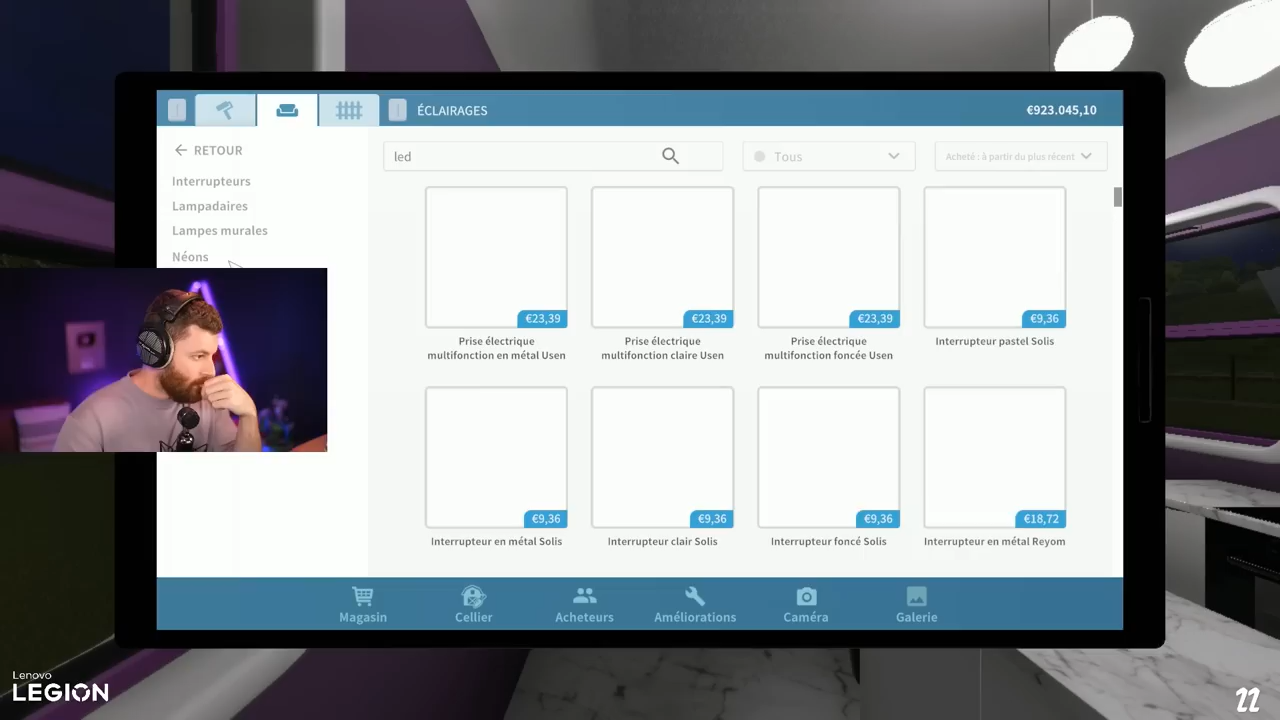 ÉCLAIRAGES
€923.045,10
RETOUR
led
Tous
Acheté : à partir du plus récent
Interrupteurs
Lampadaires
Lampes murales
Néons
€23,39
€23,39
€23,39
€9,36
Prise électrique
multifonction en métal Usen
Prise électrique
multifonction claire Usen
Prise électrique
multifonction foncée Usen
Interrupteur pastel Solis
€9,36
€9,36
€9,36
€18,72
Interrupteur en métal Solis
Interrupteur clair Solis
Interrupteur foncé Solis
Interrupteur en métal Reyom
Magasin
Cellier
Acheteurs
Améliorations
Caméra
Galerie
Lenovo
LEGION
22